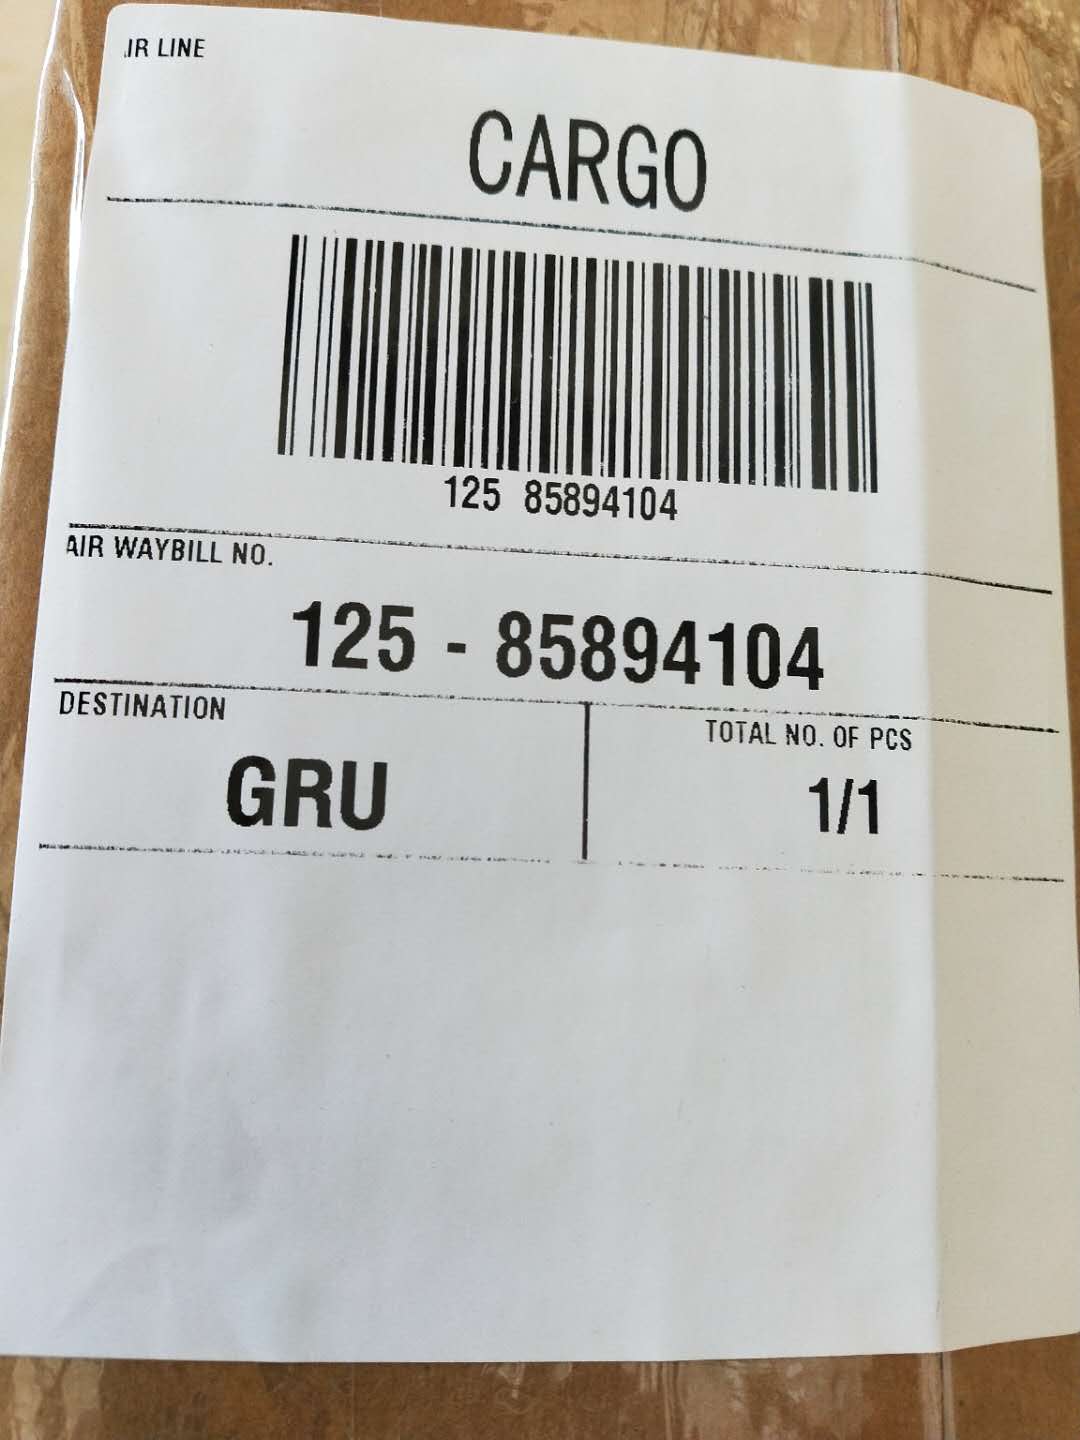 IR LINE
CARGO
125 85894104
AIR WAYBILL NO.
125 - 85894104
DESTINATION
TOTAL NO. OF PCS
GRU
1/1